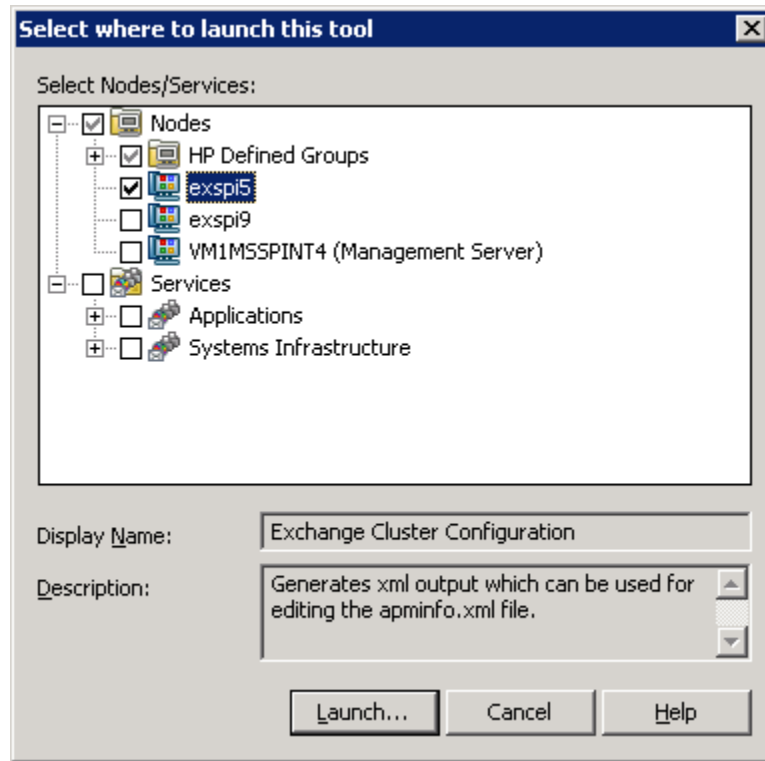 Select where to launch this tool
Select Nodes/Services:
Nodes
HP Defined Groups
exspi5
exspi9
VM1MSSPINT4 (Management Server)
Services
Applications
Systems Infrastructure
Display Name:
Exchange Cluster Configuration
Description:
Generates xml output which can be used for
editing the apminfo.xml file.
Launch...
Cancel
Help